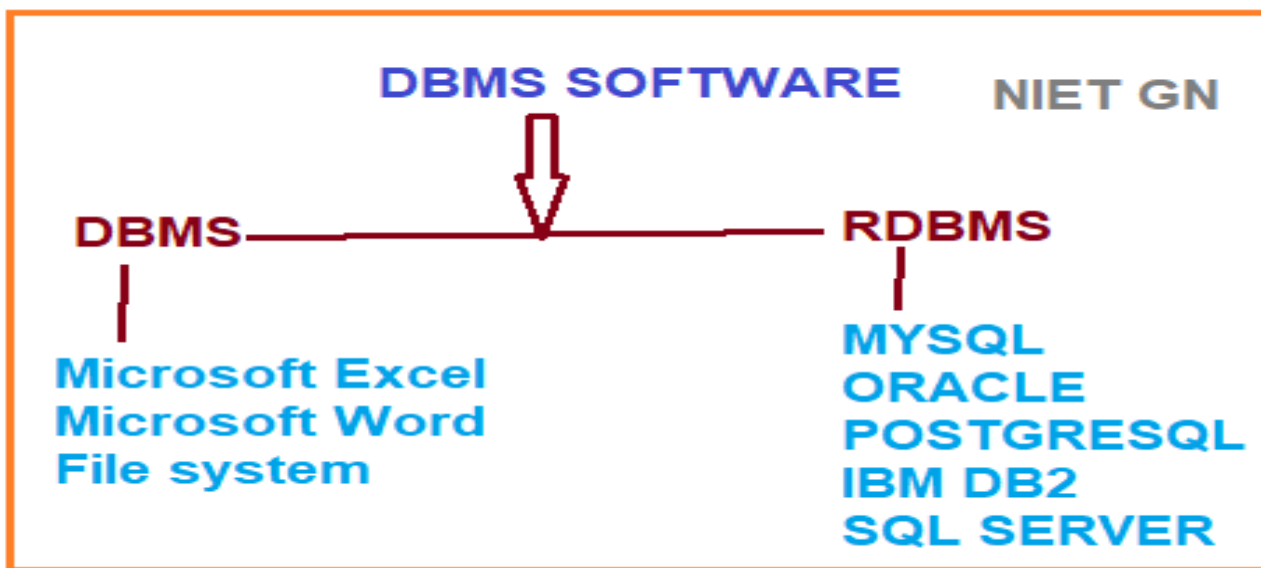 DBMS SOFTWARE
NIET GN
DBMS
RDBMS
Microsoft Excel
Microsoft Word
File system
MYSQL
ORACLE
POSTGRESQL
IBM DB2
SQL SERVER